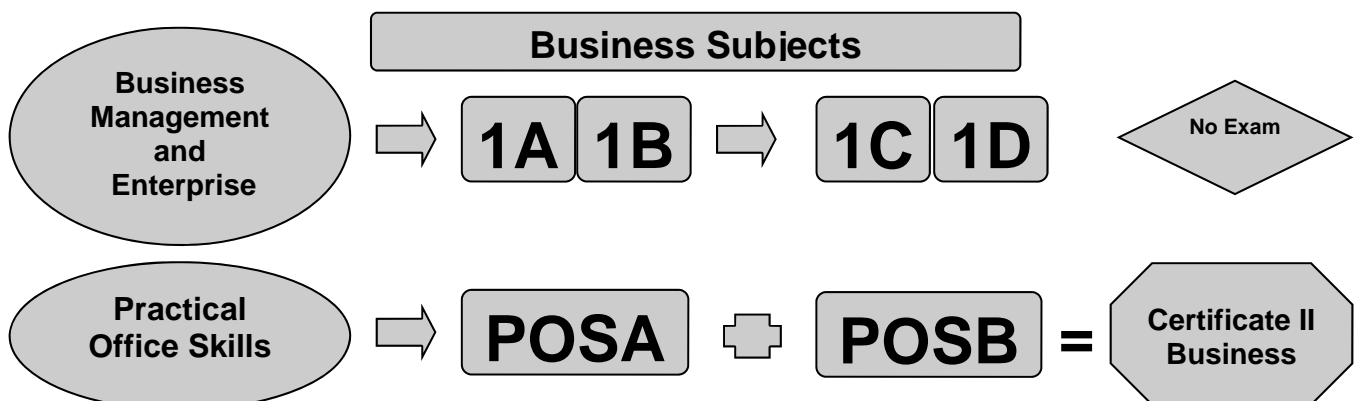 Business Subjects
Business
Management
and
Enterprise
1A 1B
1C 1D
No Exam
Practical
Office Skills
POSA
POSB
=
Certificate II
Business